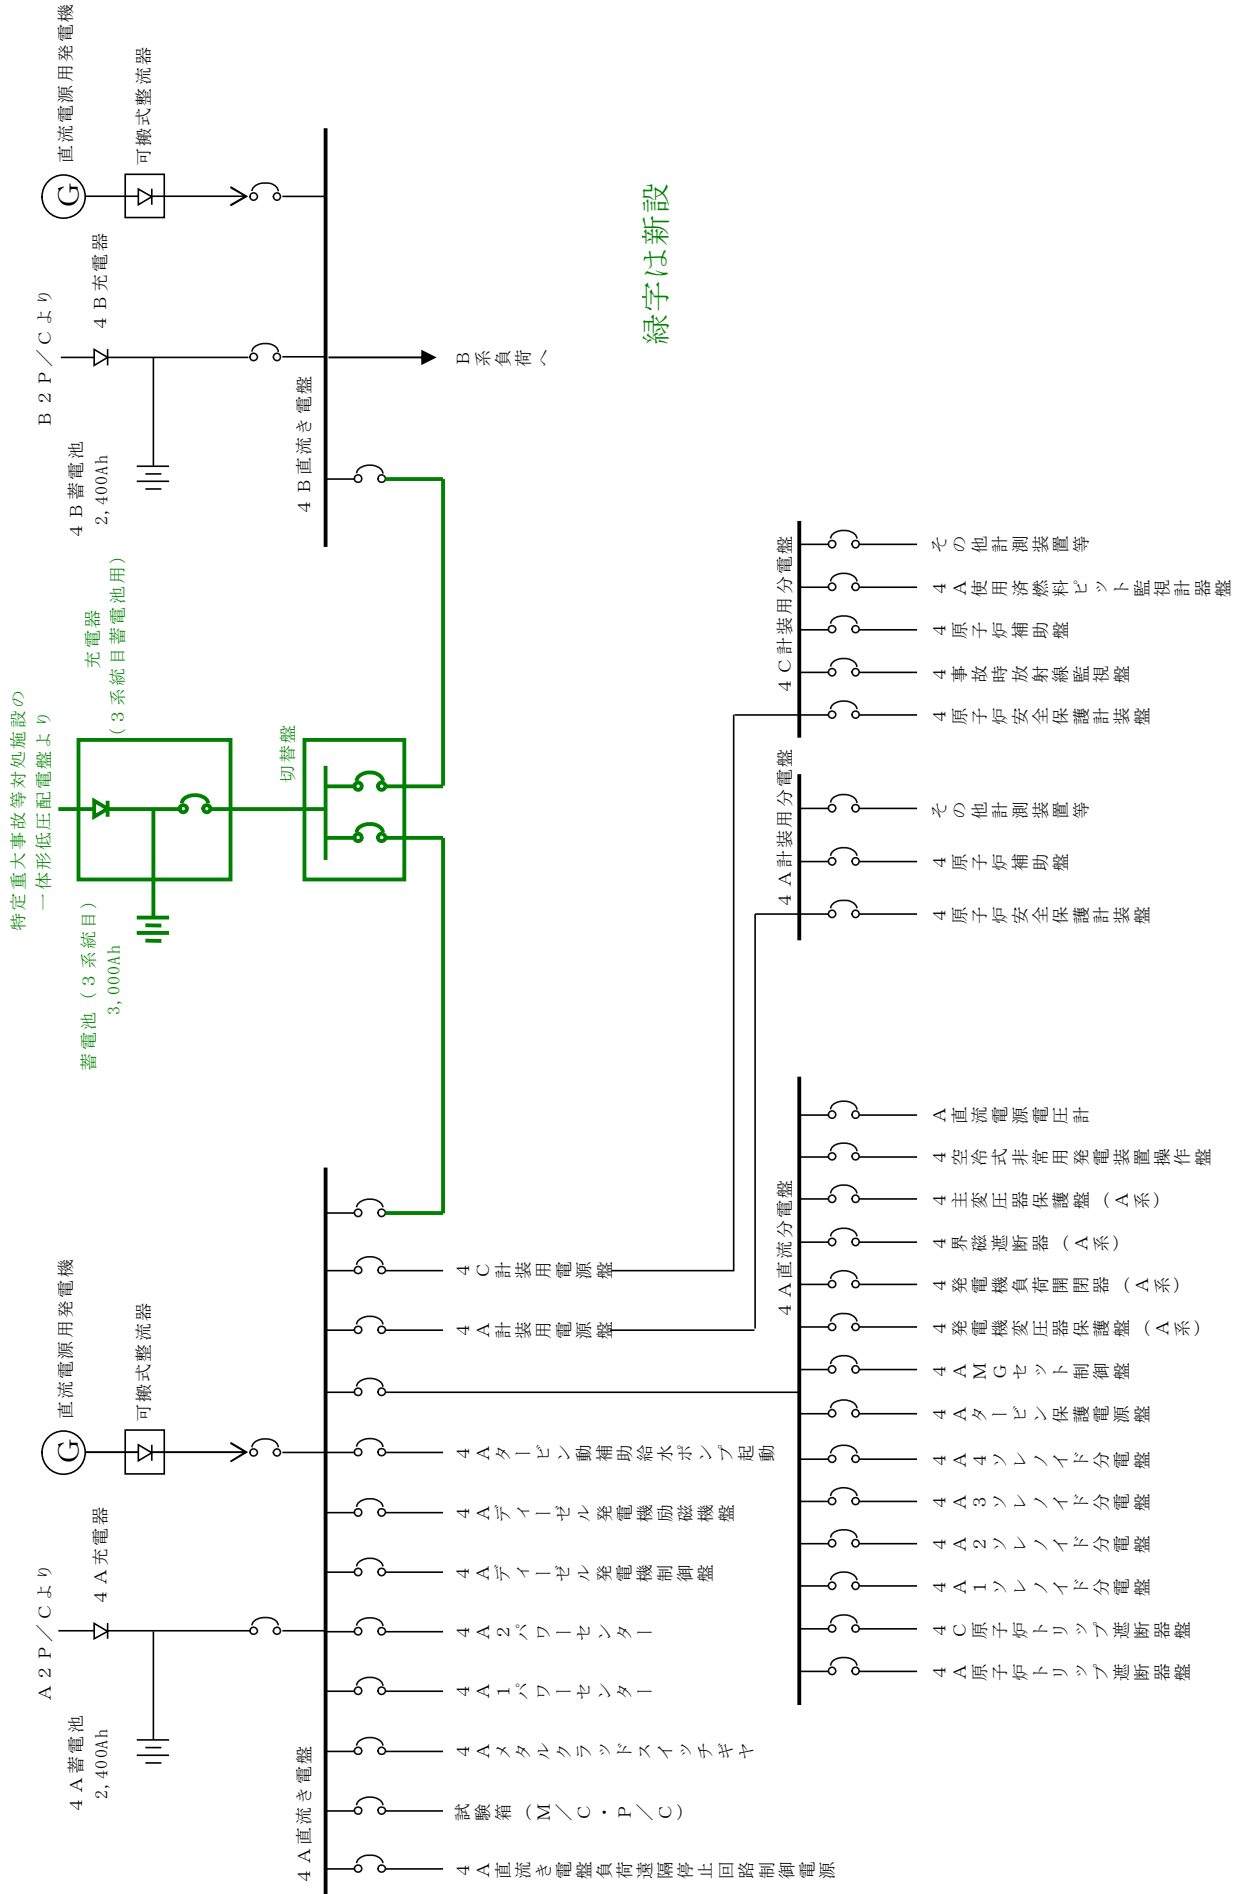 A2P/Cより
4A充電器
4A蓄電池
2,400Ah
直流電源用発電機
可搬式整流器
4A直流き電盤
特定重大事故等対処施設の
一体形低圧配電盤より
充電器
(3系統目蓄電池用)
蓄電池(3系統目)
3,000Ah
切替盤
B2P/Cより
4B充電器
4B蓄電池
2,400Ah
直流電源用発電機
可搬式整流器
4B直流き電盤
B系負荷へ
緑字は新設
4A直流き電盤負荷遠隔停止回路制御電源
試験箱(M/C・P/C)
4Aメタルクラッドスイッチギヤ
4A1パワーセンター
4A2パワーセンター
4Aディーゼル発電機制御盤
4Aディーゼル発電機励磁機盤
4Aタービン動補助給水ポンプ起動
4A計装用電源盤
4C計装用電源盤
4A直流分電盤
4A原子炉トリップ遮断器盤
4C原子炉トリップ遮断器盤
4A1ソレノイド分電盤
4A2ソレノイド分電盤
4A3ソレノイド分電盤
4A4ソレノイド分電盤
4Aタービン保護電源盤
4AMGセット制御盤
4発電機変圧器保護盤(A系)
4発電機負荷開閉器(A系)
4界磁遮断器(A系)
4主変圧器保護盤(A系)
4空冷式非常用発電装置操作盤
A直流電源電圧計
4A計装用分電盤
4原子炉安全保護計装盤
4原子炉補助盤
その他計測装置等
4C計装用分電盤
4原子炉安全保護計装盤
4事故時放射線監視盤
4原子炉補助盤
4A使用済燃料ピット監視計器盤
その他計測装置等
G
G